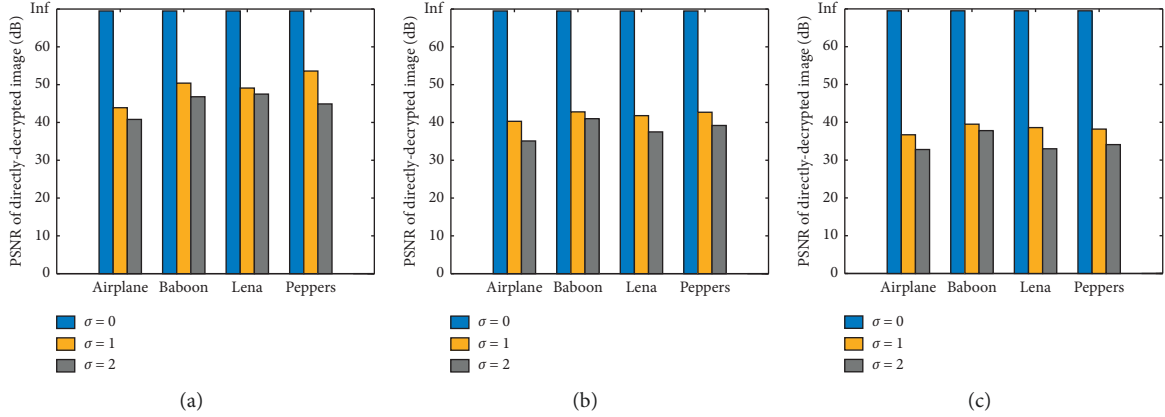 PSNR of directly-decrypted image (dB)
Inf
60
50
40
30
20
10
0
Airplane Baboon Lena Peppers
σ = 0
σ = 1
σ = 2
(a)
PSNR of directly-decrypted image (dB)
Inf
60
50
40
30
20
10
0
Airplane Baboon Lena Peppers
σ = 0
σ = 1
σ = 2
(b)
PSNR of directly-decrypted image (dB)
Inf
60
50
40
30
20
10
0
Airplane Baboon Lena Peppers
σ = 0
σ = 1
σ = 2
(c)